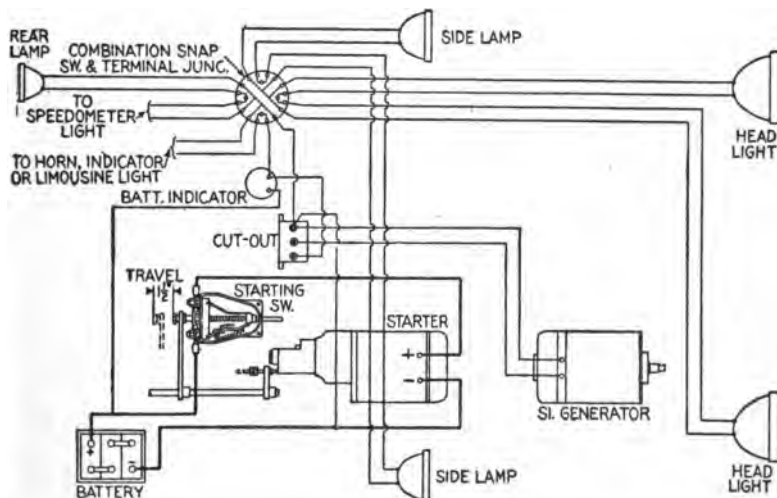 REAR
LAMP
COMBINATION SNAP
SW. & TERMINAL JUNC.
SIDE LAMP
TO
SPEEDOMETER
LIGHT
HEAD
LIGHT
TO HORN, INDICATOR
OR LIMOUSINE LIGHT
BATT. INDICATOR
CUT-OUT
TRAVEL
STARTING
SW.
STARTER
+
-
SI. GENERATOR
+
-
BATTERY
SIDE LAMP
HEAD
LIGHT